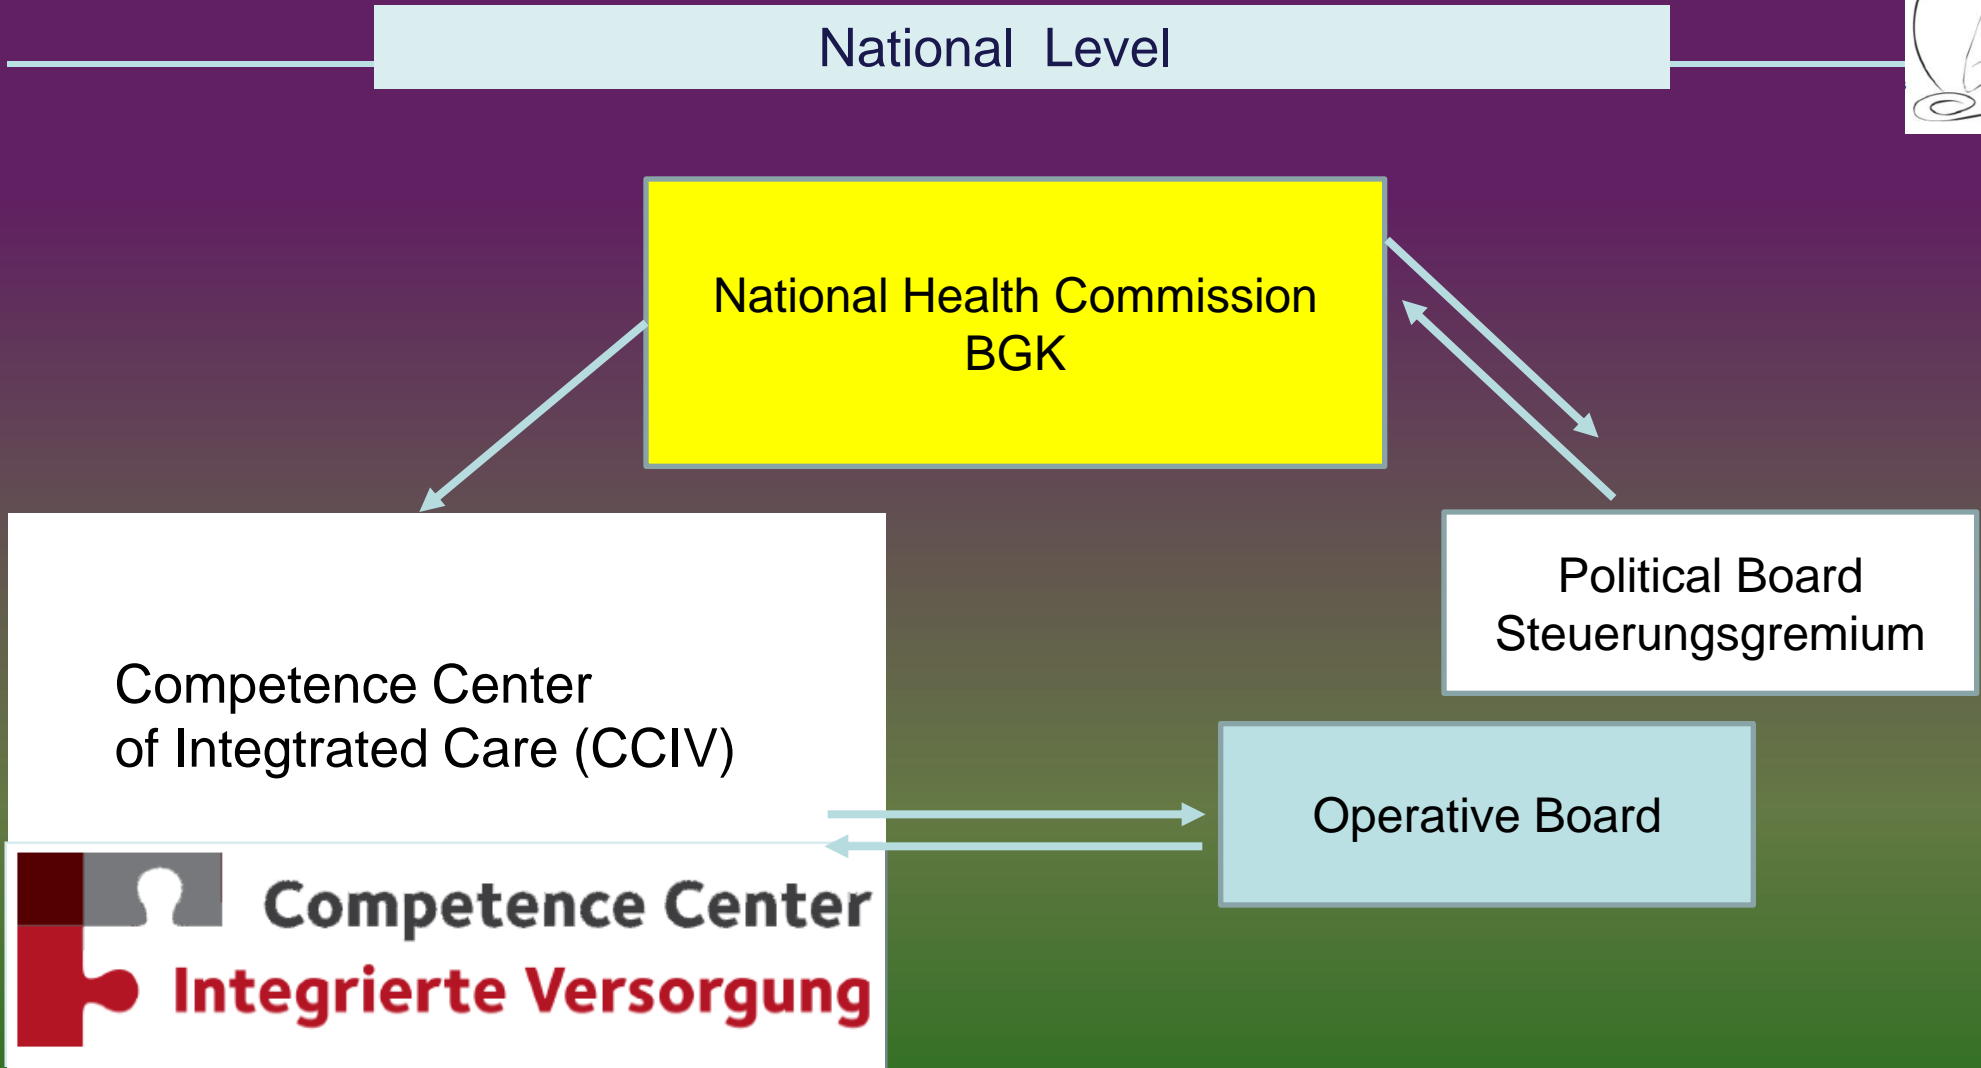 National Level
National Health Commission
BGK
Political Board
Steuerungsgremium
Competence Center
of Integtrated Care (CCIV)
Operative Board
Competence Center
Integrierte Versorgung